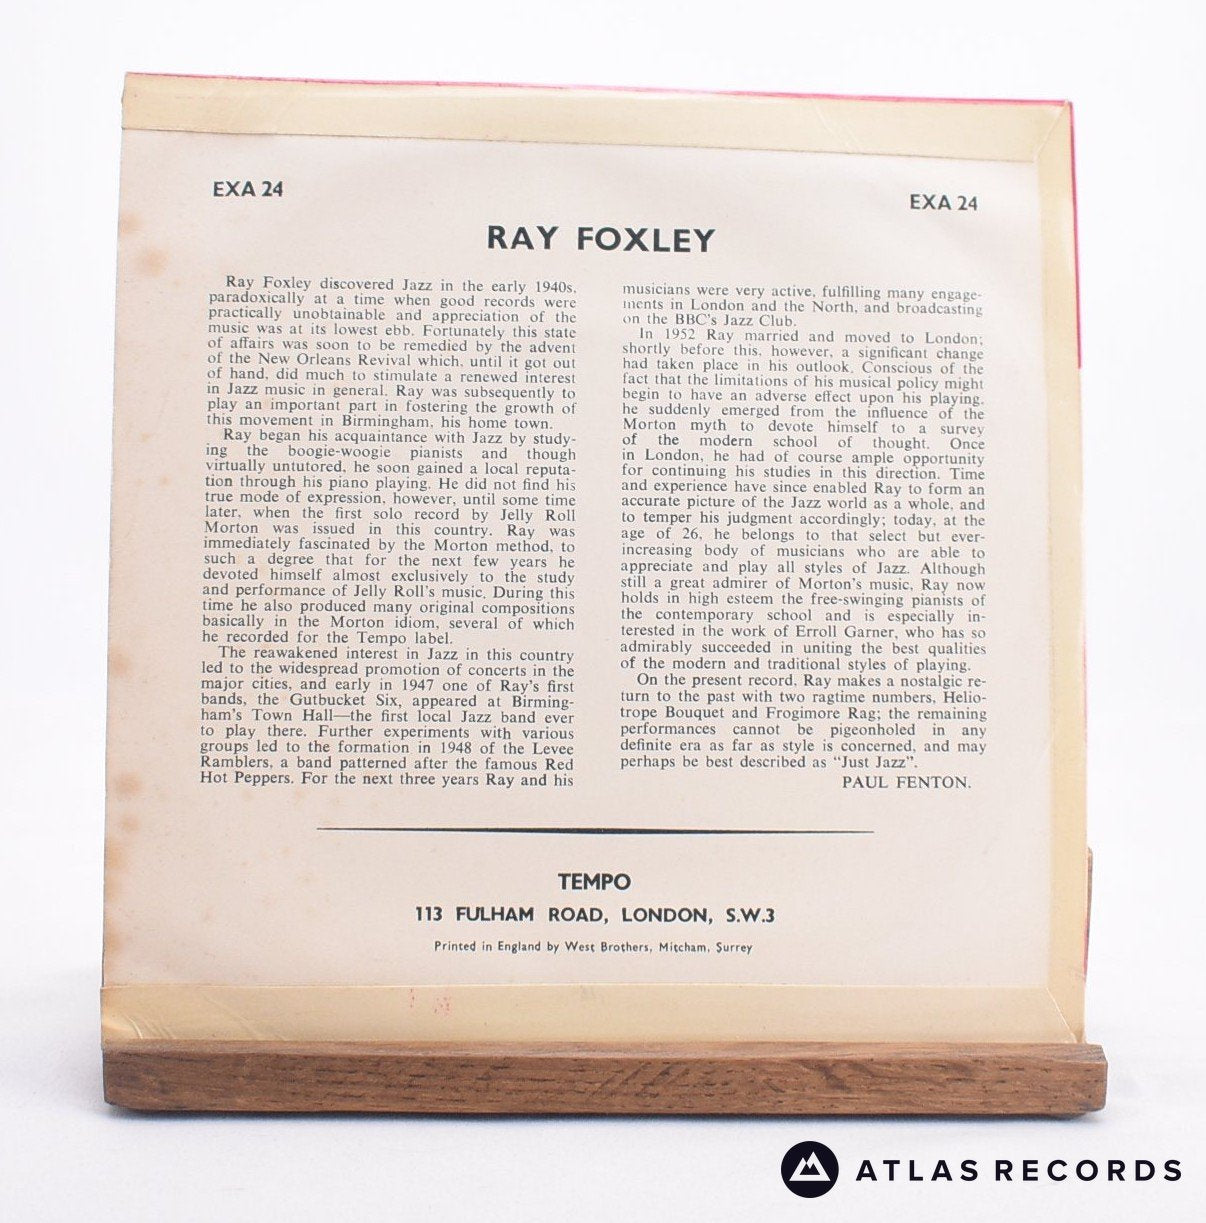 EXA 24
EXA 24
RAY FOXLEY
Ray Foxley discovered Jazz in the early 1940s,
paradoxically at a time when good records were
practically unobtainable and appreciation of the
music was at its lowest ebb. Fortunately this state
of affairs was soon to be remedied by the advent
of the New Orleans Revival which, until it got out
of hand, did much to stimulate a renewed interest
in Jazz music in general. Ray was subsequently to
play an important part in fostering the growth of
this movement in Birmingham, his home town.
Ray began his acquaintance with Jazz by study-
ing the boogie-woogie pianists and though
virtually untutored, he soon gained a local reputa-
tion through his piano playing. He did not find his
true mode of expression, however, until some time
later, when the first solo record by Jelly Roll
Morton was issued in this country. Ray was
immediately fascinated by the Morton method, to
such a degree that for the next few years he
devoted himself almost exclusively to the study
and performance of Jelly Roll's music. During this
time he also produced many original compositions
basically in the Morton idiom, several of which
he recorded for the Tempo label.
The reawakened interest in Jazz in this country
led to the widespread promotion of concerts in the
major cities, and early in 1947 one of Ray's first
bands, the Gutbucket Six, appeared at Birming-
ham's Town Hall—the first local Jazz band ever
to play there. Further experiments with various
groups led to the formation in 1948 of the Levee
Ramblers, a band patterned after the famous Red
Hot Peppers. For the next three years Ray and his
musicians were very active, fulfilling many engage-
ments in London and the North, and broadcasting
on the BBC's Jazz Club.
In 1952 Ray married and moved to London;
shortly before this, however, a significant change
had taken place in his outlook. Conscious of the
fact that the limitations of his musical policy might
begin to have an adverse effect upon his playing,
he suddenly emerged from the influence of the
Morton myth to devote himself to a survey
of the modern school of thought. Once
in London, he had of course ample opportunity
for continuing his studies in this direction. Time
and experience have since enabled Ray to form an
accurate picture of the Jazz world as a whole, and
to temper his judgment accordingly; today, at the
age of 26, he belongs to that select but ever-
increasing body of musicians who are able to
appreciate and play all styles of Jazz. Although
still a great admirer of Morton's music, Ray now
holds in high esteem the free-swinging pianists of
the contemporary school and is especially in-
terested in the work of Erroll Garner, who has so
admirably succeeded in uniting the best qualities
of the modern and traditional styles of playing.
On the present record, Ray makes a nostalgic re-
turn to the past with two ragtime numbers, Helio-
trope Bouquet and Frogimore Rag; the remaining
performances cannot be pigeonholed in any
definite era as far as style is concerned, and may
perhaps be best described as "Just Jazz".
PAUL FENTON.
TEMPO
113 FULHAM ROAD, LONDON, S.W.3
Printed in England by West Brothers, Mitcham, Surrey
ATLAS RECORDS